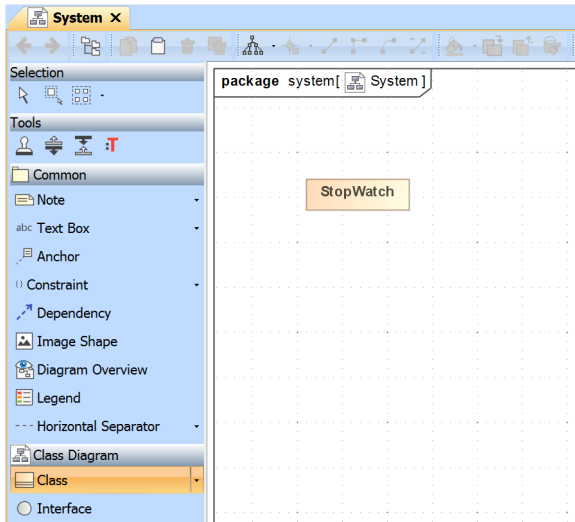 System ×
Selection
Tools
:T
Common
Note
abc Text Box
Anchor
() Constraint
Dependency
Image Shape
Diagram Overview
Legend
Horizontal Separator
Class Diagram
Class
Interface
package system[ System ]
StopWatch